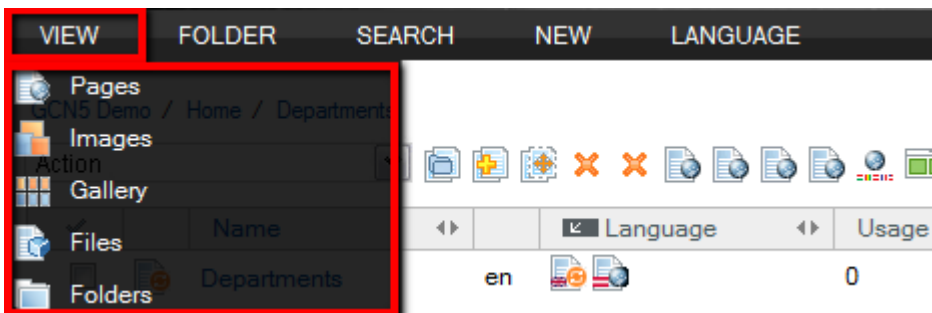 VIEW FOLDER SEARCH NEW LANGUAGE
Pages
GCN5 Demo / Home / Departments
Images
Action
Gallery
Name Language Usage
Files
Departments en 0
Folders